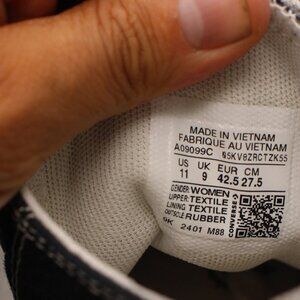 MADE IN VIETNAM
FABRIQUE AU VIETNAM
A09099C 05KV8ZRCTZK55
US UK EUR CM
11 9 42.5 27.5
GENDER: WOMEN
UPPER: TEXTILE
LINING: TEXTILE
OUTSOLE: RUBBER
2401 M88
CONVERSE